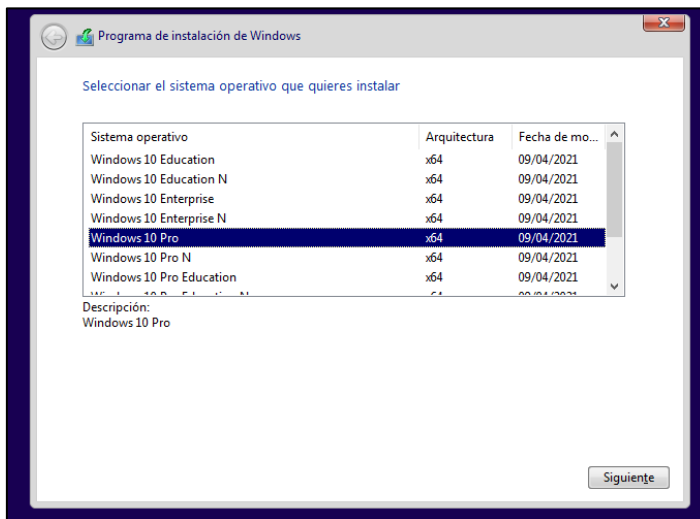 Programa de instalación de Windows
Seleccionar el sistema operativo que quieres instalar
Sistema operativo Arquitectura Fecha de mo...
Windows 10 Education x64 09/04/2021
Windows 10 Education N x64 09/04/2021
Windows 10 Enterprise x64 09/04/2021
Windows 10 Enterprise N x64 09/04/2021
Windows 10 Pro x64 09/04/2021
Windows 10 Pro N x64 09/04/2021
Windows 10 Pro Education x64 09/04/2021
Descripción:
Windows 10 Pro
Siguiente